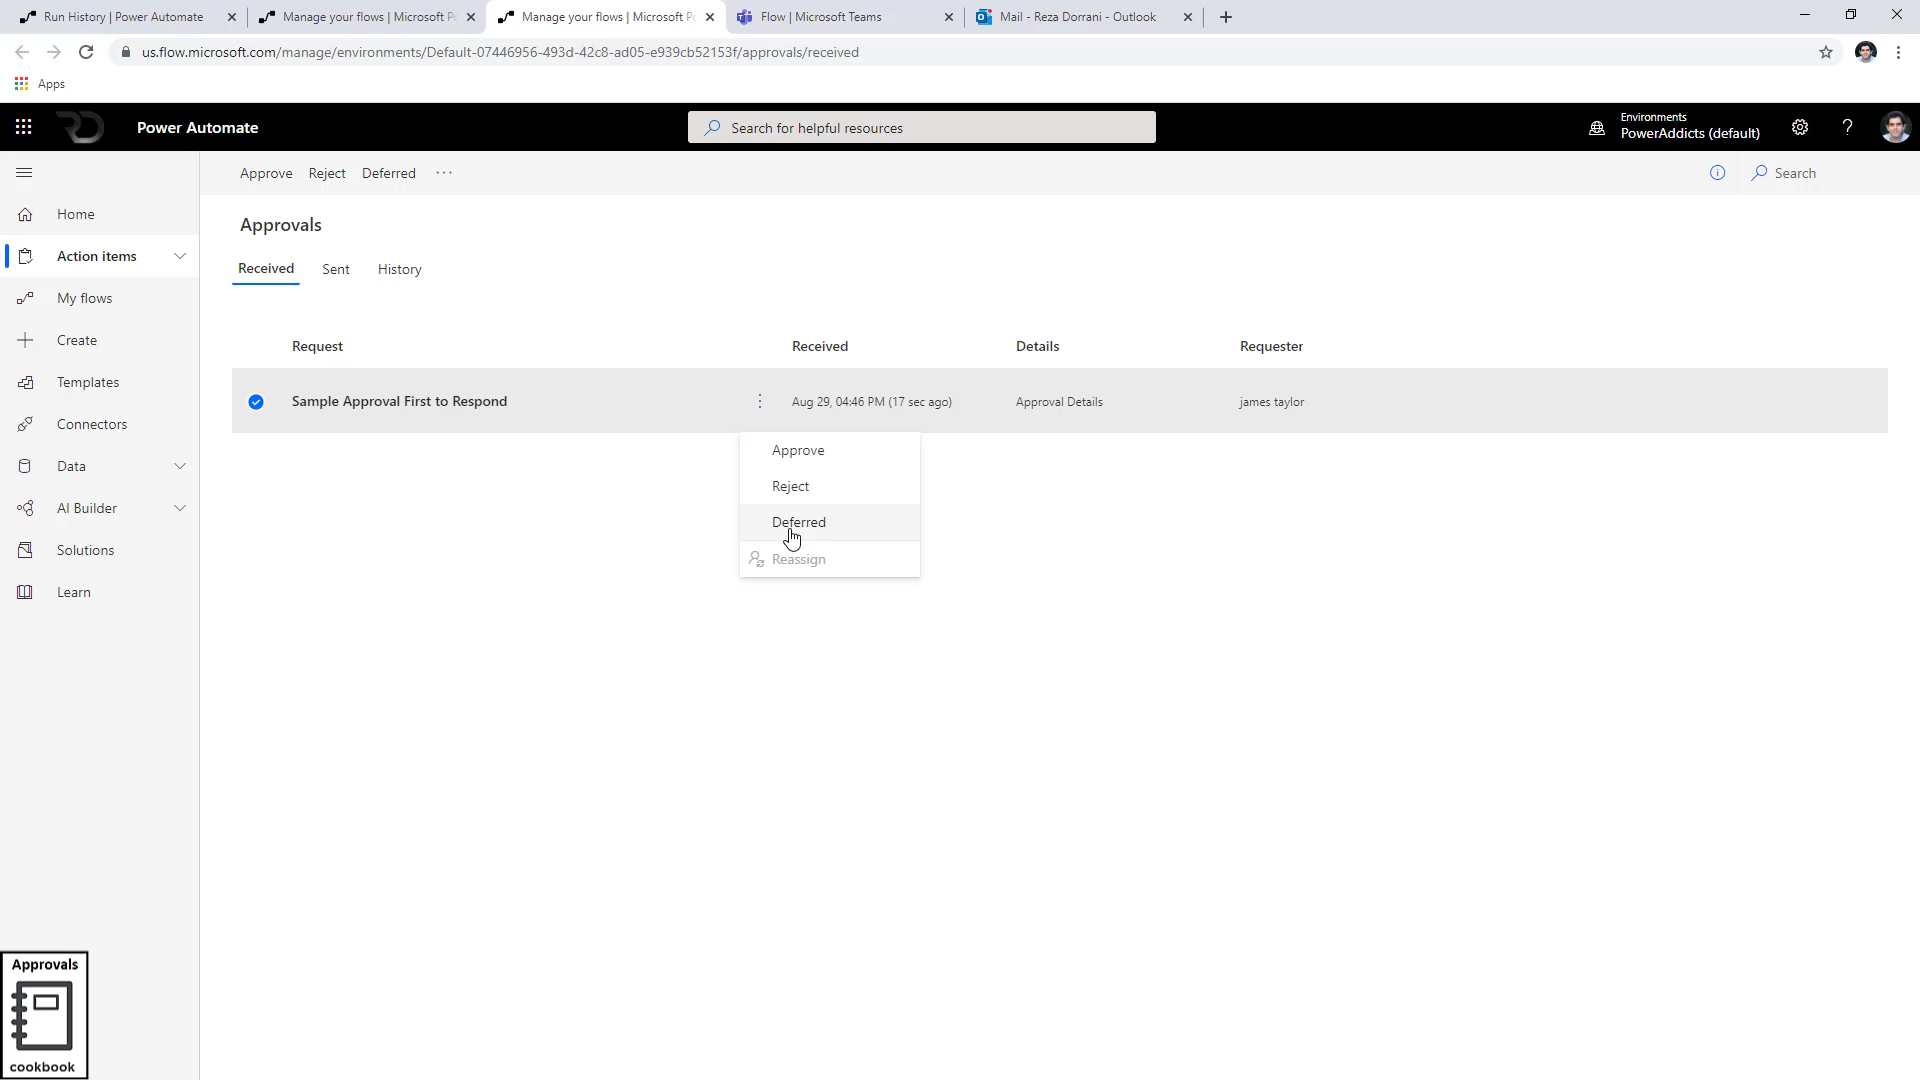 Run History | Power Automate
Manage your flows | Microsoft Po
Manage your flows | Microsoft Po
Flow | Microsoft Teams
Mail - Reza Dorrani - Outlook
us.flow.microsoft.com/manage/environments/Default-07446956-493d-42c8-ad05-e939cb52153f/approvals/received
Apps
Power Automate
Search for helpful resources
Environments
PowerAddicts (default)
Approve
Reject
Deferred
Search
Home
Action items
My flows
Create
Templates
Connectors
Data
AI Builder
Solutions
Learn
Approvals
Received
Sent
History
Request
Received
Details
Requester
Sample Approval First to Respond
Aug 29, 04:46 PM (17 sec ago)
Approval Details
james taylor
Approve
Reject
Deferred
Reassign
Approvals
cookbook